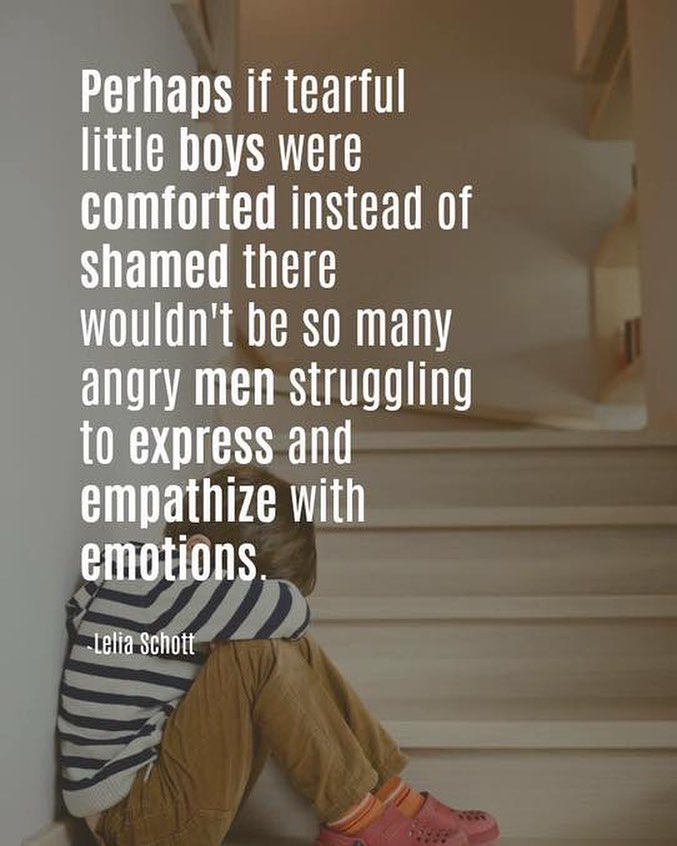 Perhaps if tearful
little boys were
comforted instead of
shamed there
wouldn't be so many
angry men struggling
to express and
empathize with
emotions.
-Lelia Schott